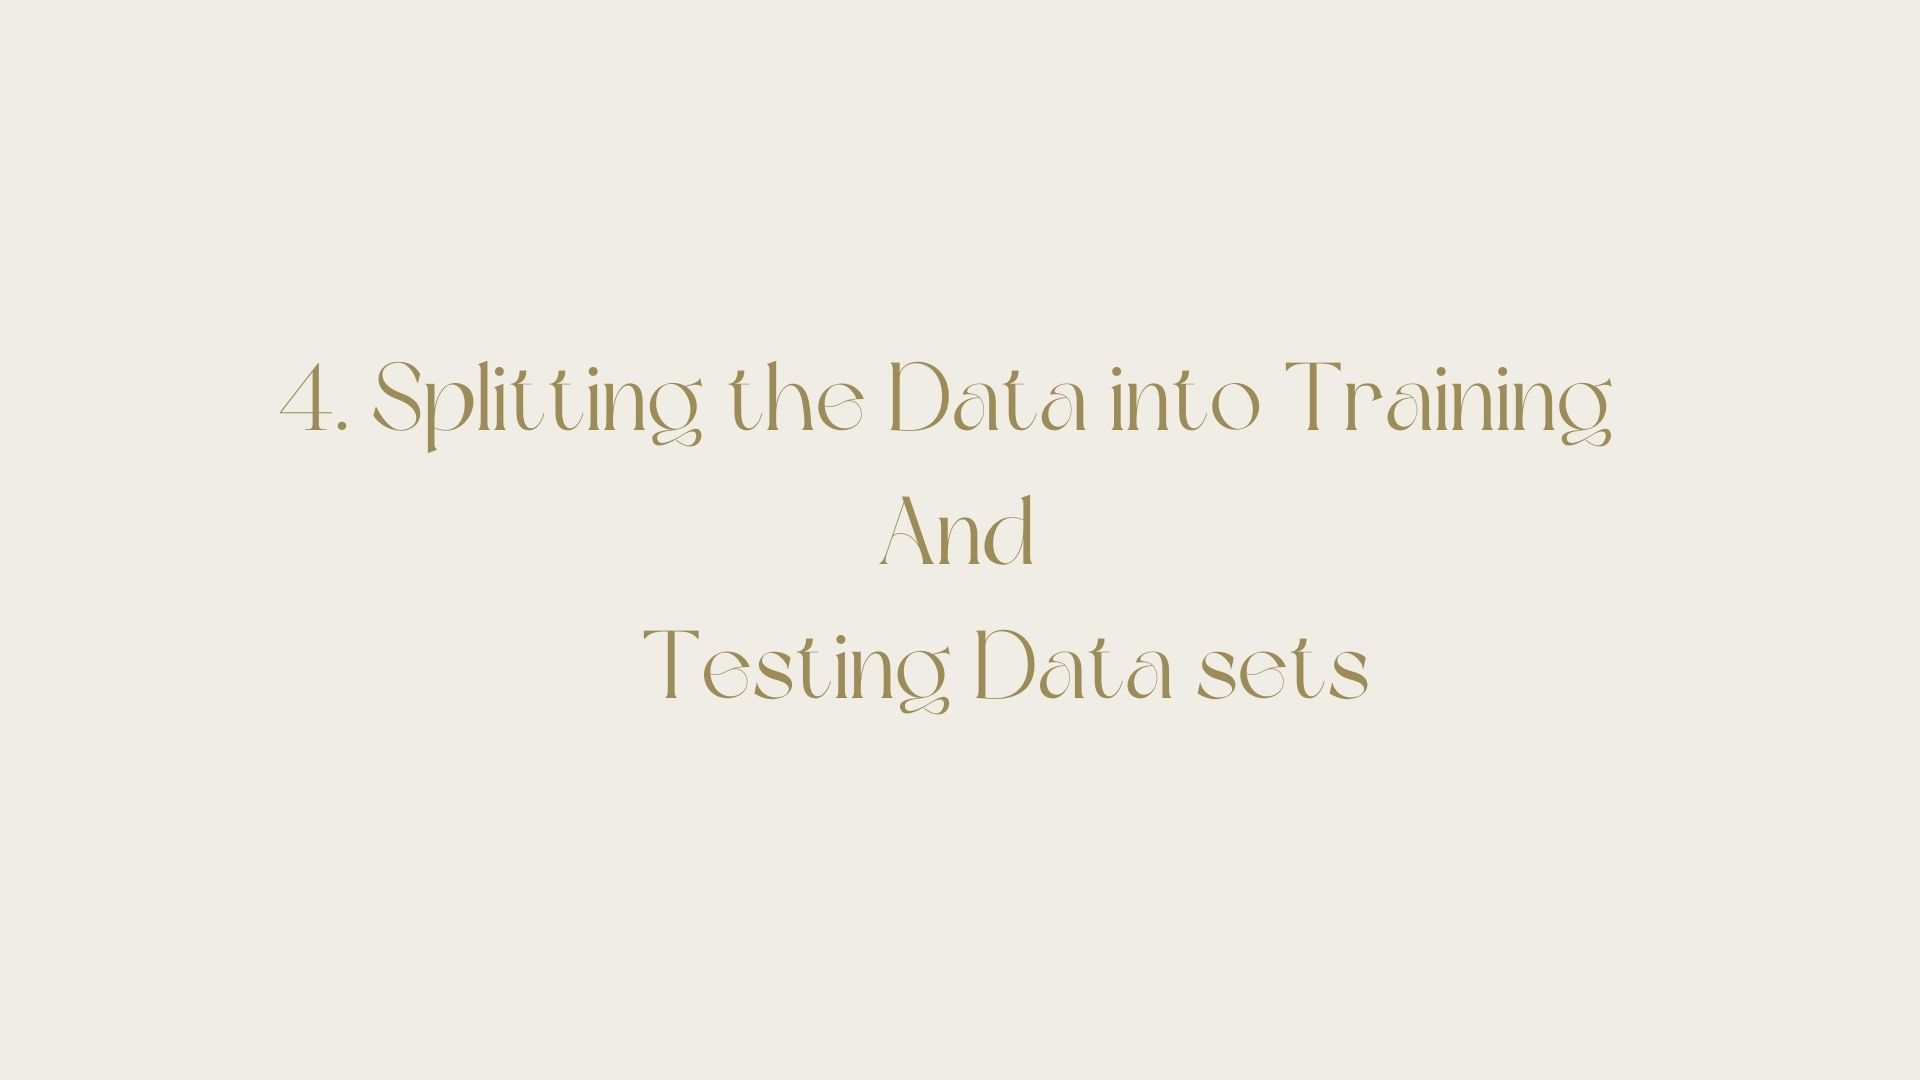 4. Splitting the Data into Training
And
Testing Data sets